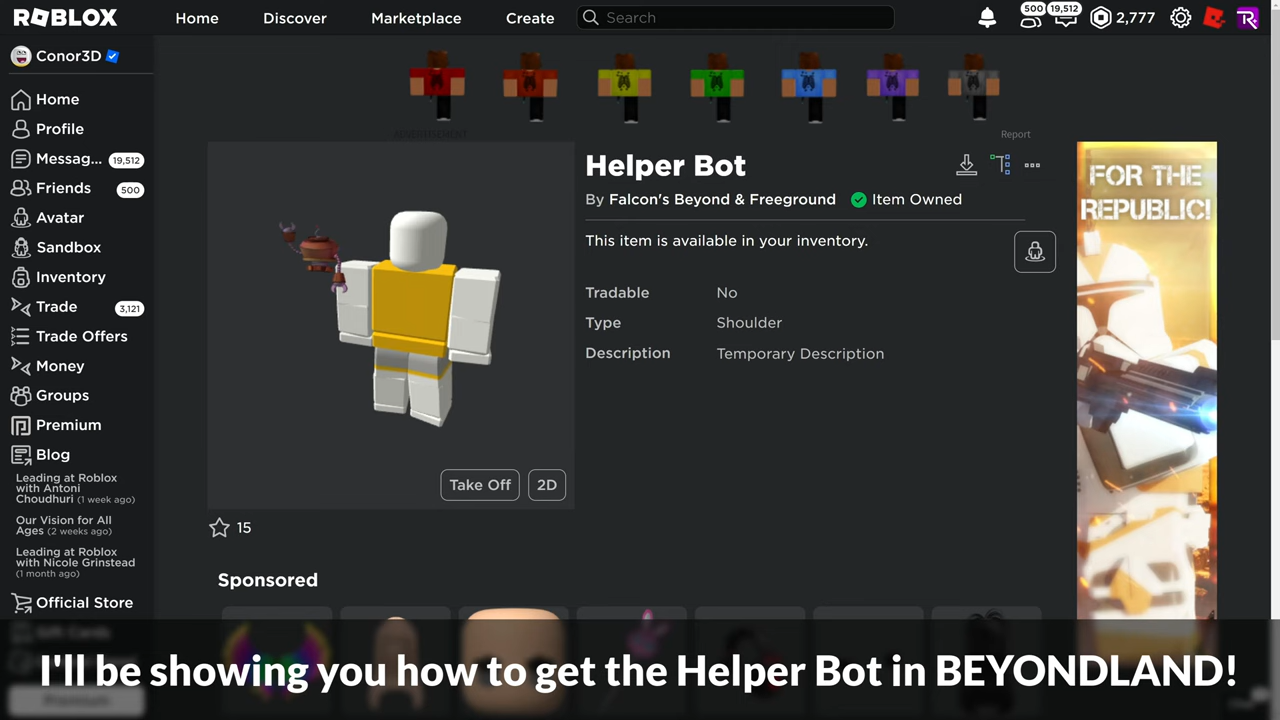 ROBLOX
Home
Discover
Marketplace
Create
Search
500
19,512
2,777
Conor3D
Home
Profile
Messag... 19,512
Friends 500
Avatar
Sandbox
Inventory
Trade 3,121
Trade Offers
Money
Groups
Premium
Blog
Leading at Roblox
with Antoni
Choudhuri (1 week ago)
Our Vision for All
Ages (2 weeks ago)
Leading at Roblox
with Nicole Grinstead
(1 month ago)
Official Store
Gift Cards
Premium
ADVERTISEMENT
Report
Helper Bot
By Falcon's Beyond & Freeground
Item Owned
This item is available in your inventory.
Tradable No
Type Shoulder
Description Temporary Description
Take Off
2D
15
Sponsored
FOR THE
REPUBLIC!
I'll be showing you how to get the Helper Bot in BEYONDLAND!